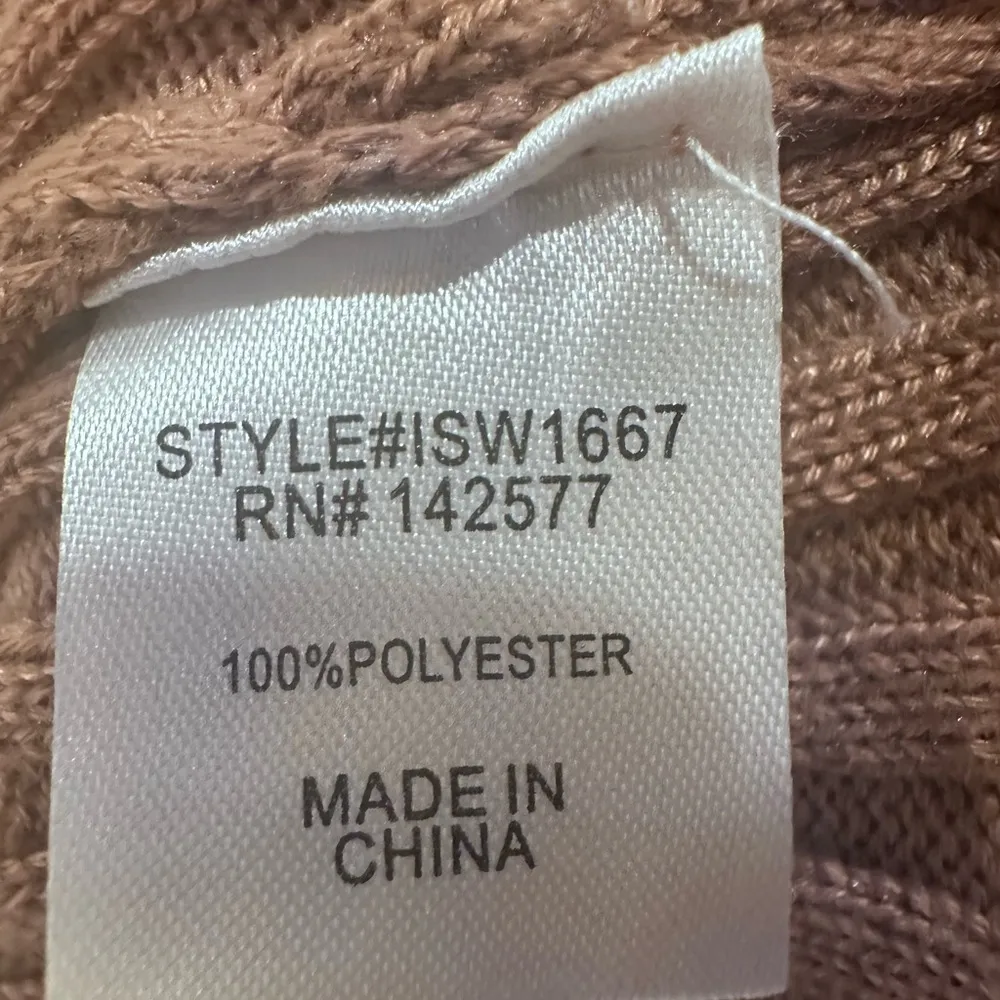 STYLE#ISW1667
RN# 142577
100%POLYESTER
MADE IN
CHINA